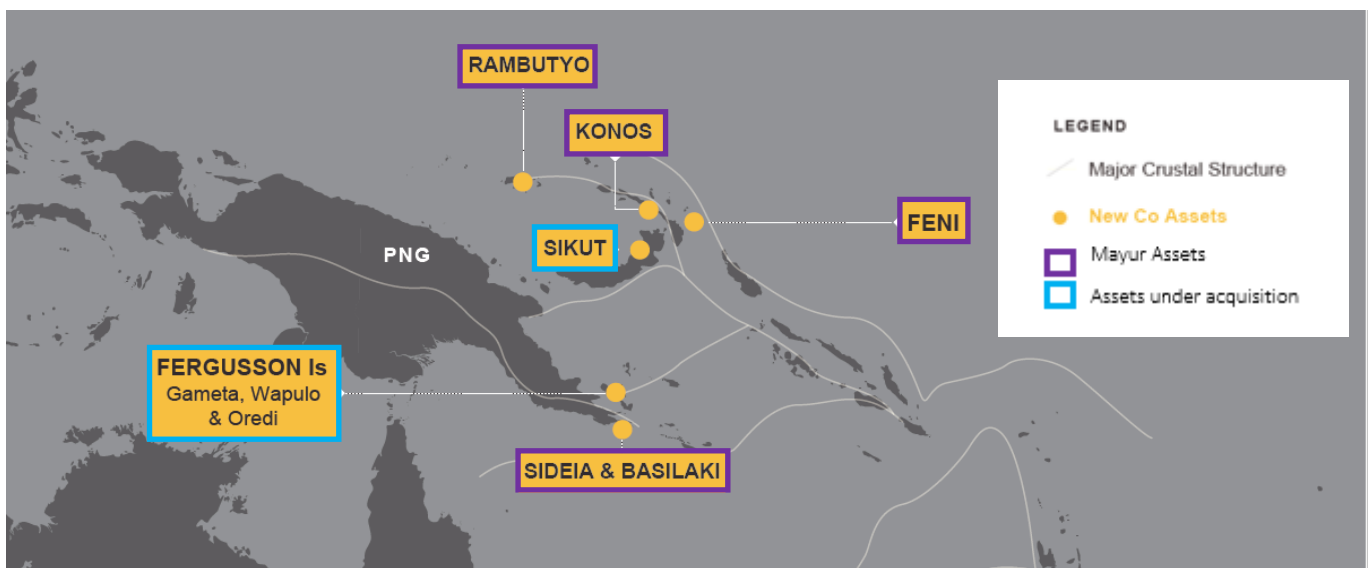 RAMBUTYO
KONOS
FENI
SIKUT
PNG
FERGUSSON Is
Gameta, Wapulo
& Oredi
SIDEIA & BASILAKI
LEGEND
Major Crustal Structure
New Co Assets
Mayur Assets
Assets under acquisition